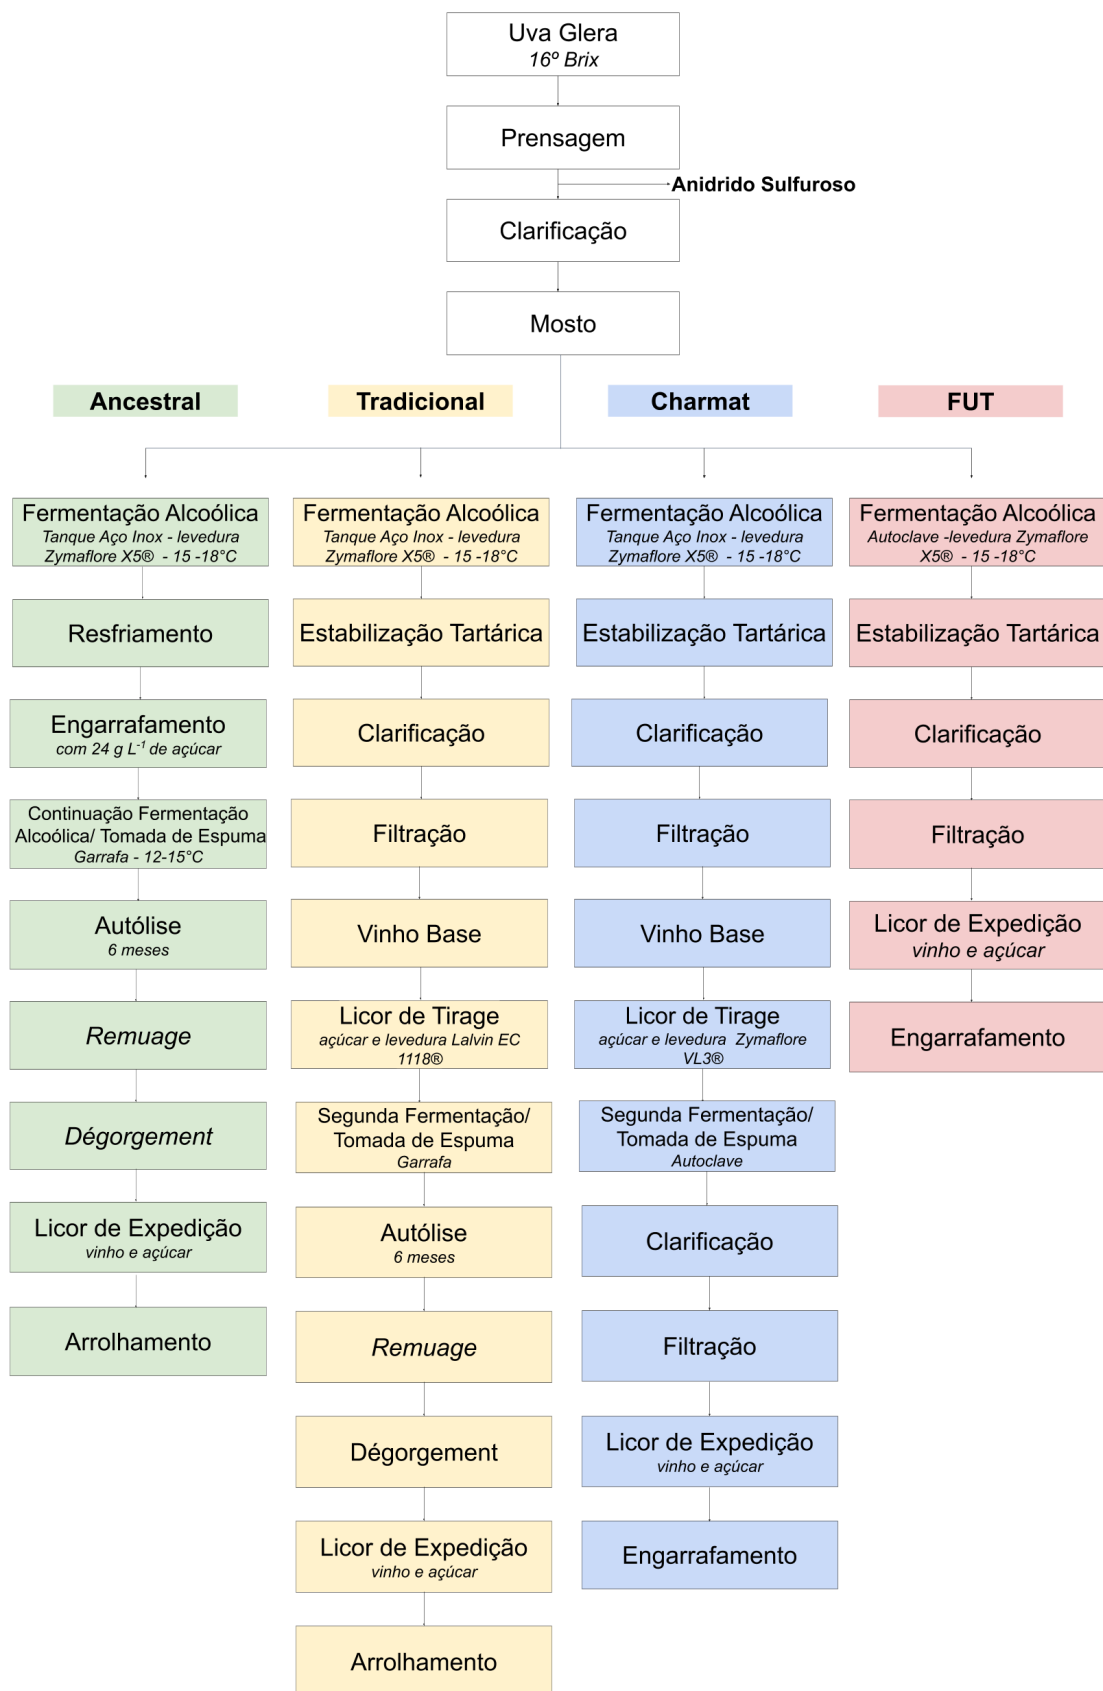 Uva Glera
16º Brix
Prensagem
Anidrido Sulfuroso
Clarificação
Mosto
Ancestral
Tradicional
Charmat
FUT
Fermentação Alcoólica
Tanque Aço Inox - levedura
Zymaflore X5® - 15 -18°C
Resfriamento
Engarrafamento
com 24 g L⁻¹ de açúcar
Continuação Fermentação
Alcoólica/ Tomada de Espuma
Garrafa - 12-15°C
Autólise
6 meses
Remuage
Dégorgement
Licor de Expedição
vinho e açúcar
Arrolhamento
Fermentação Alcoólica
Tanque Aço Inox - levedura
Zymaflore X5® - 15 -18°C
Estabilização Tartárica
Clarificação
Filtração
Vinho Base
Licor de Tirage
açúcar e levedura Lalvin EC
1118®
Segunda Fermentação/
Tomada de Espuma
Garrafa
Autólise
6 meses
Remuage
Dégorgement
Licor de Expedição
vinho e açúcar
Arrolhamento
Fermentação Alcoólica
Tanque Aço Inox - levedura
Zymaflore X5® - 15 -18°C
Estabilização Tartárica
Clarificação
Filtração
Vinho Base
Licor de Tirage
açúcar e levedura Zymaflore
VL3®
Segunda Fermentação/
Tomada de Espuma
Autoclave
Clarificação
Filtração
Licor de Expedição
vinho e açúcar
Engarrafamento
Fermentação Alcoólica
Autoclave -levedura Zymaflore
X5® - 15 -18°C
Estabilização Tartárica
Clarificação
Filtração
Licor de Expedição
vinho e açúcar
Engarrafamento